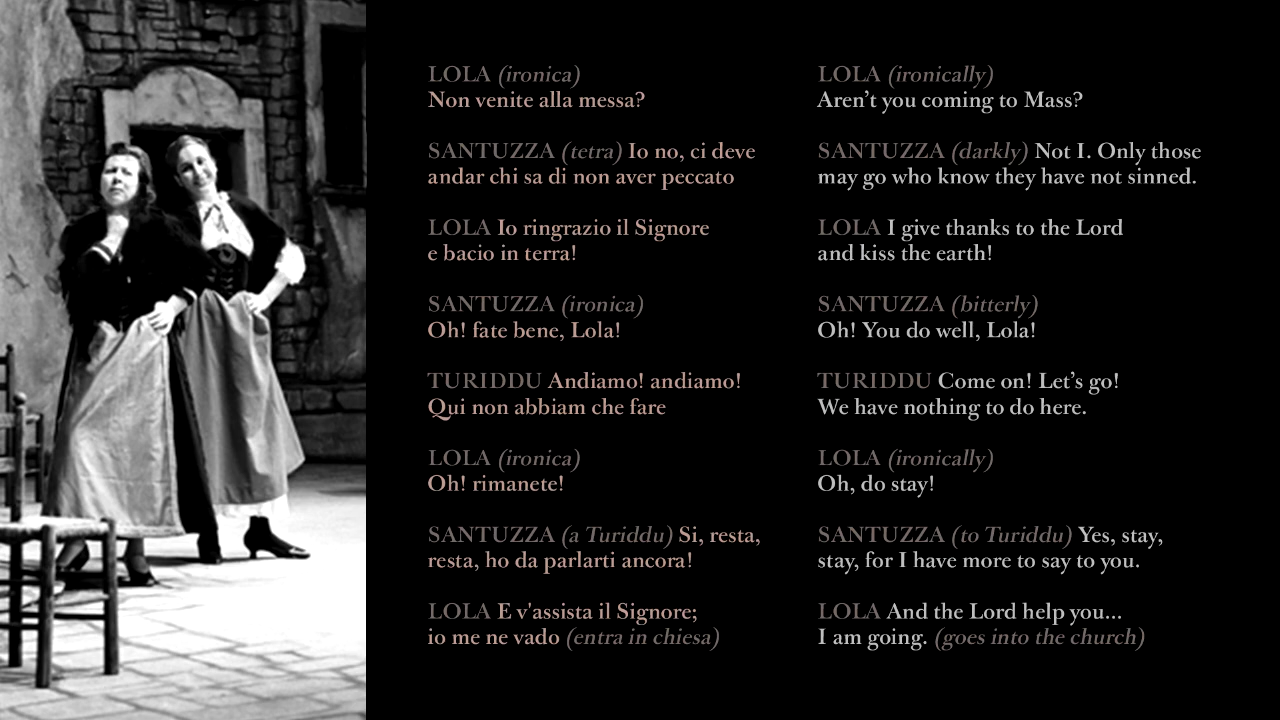 LOLA (ironica)
Non venite alla messa?
SANTUZZA (tetra) Io no, ci deve
andar chi sa di non aver peccato
LOLA Io ringrazio il Signore
e bacio in terra!
SANTUZZA (ironica)
Oh! fate bene, Lola!
TURIDDU Andiamo! andiamo!
Qui non abbiam che fare
LOLA (ironica)
Oh! rimanete!
SANTUZZA (a Turiddu) Si, resta,
resta, ho da parlarti ancora!
LOLA E v'assista il Signore;
io me ne vado (entra in chiesa)
LOLA (ironically)
Aren’t you coming to Mass?
SANTUZZA (darkly) Not I. Only those
may go who know they have not sinned.
LOLA I give thanks to the Lord
and kiss the earth!
SANTUZZA (bitterly)
Oh! You do well, Lola!
TURIDDU Come on! Let’s go!
We have nothing to do here.
LOLA (ironically)
Oh, do stay!
SANTUZZA (to Turiddu) Yes, stay,
stay, for I have more to say to you.
LOLA And the Lord help you...
I am going. (goes into the church)